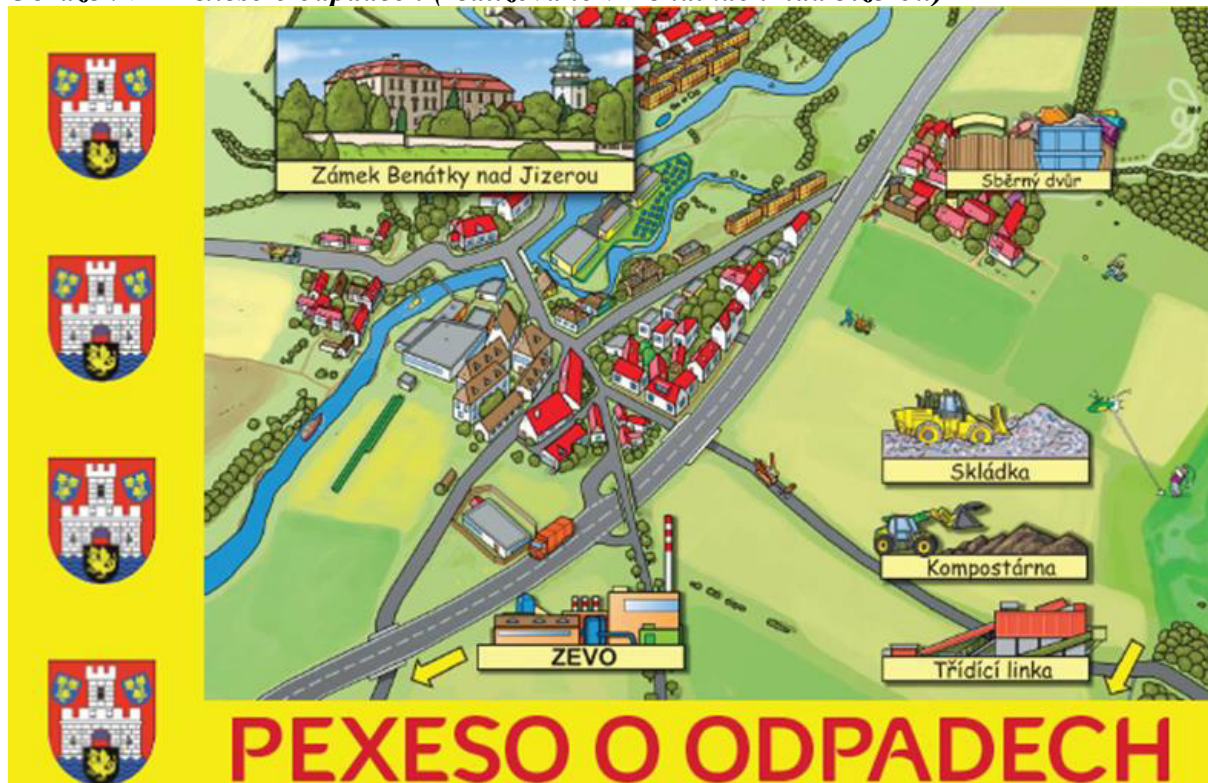 Zámek Benátky nad Jizerou
Sběrný dvůr
Skládka
Kompostárna
Třídící linka
ZEVO
PEXESO O ODPADECH